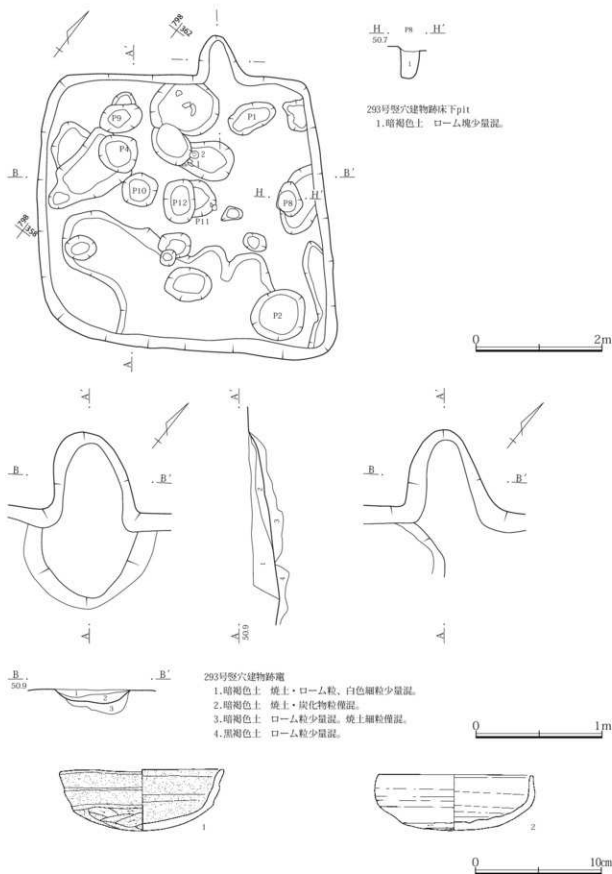 798
362
A'
H P8 H'
50.7
1
293号竪穴建物跡床下pit
1.暗褐色土 ローム塊少量混。
P9
P1
P4
2
1
B
B'
P10
P12
H
H'
P8
P11
798
358
P2
A
0 2m
A'
B
B'
A
A'
1
2
3
4
A
50.9
A'
B
B'
A
B
50.9
B'
1
2
3
293号竪穴建物跡竈
1.暗褐色土 焼土・ローム粒、白色細粒少量混。
2.暗褐色土 焼土・炭化物粒僅混。
3.暗褐色土 ローム粒少量混。焼土細粒僅混。
4.黒褐色土 ローム粒少量混。
0 1m
1
2
0 10cm